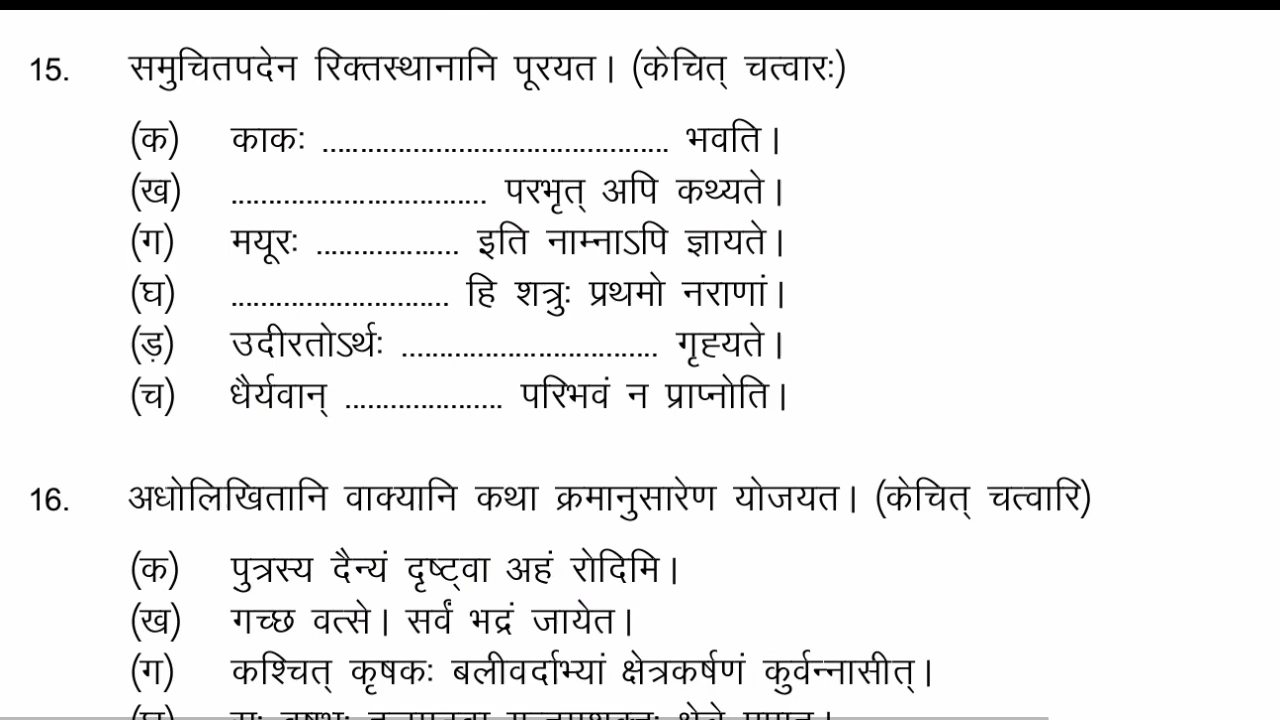 15. समुचितपदेन रिक्तस्थानानि पूरयत। (केचित् चत्वारः)
(क) काकः ............................................. भवति।
(ख) ................................. परभृत् अपि कथ्यते।
(ग) मयूरः ................... इति नाम्नाऽपि ज्ञायते।
(घ) ............................ हि शत्रुः प्रथमो नराणां।
(ड़) उदीरतोऽर्थः ................................. गृह्यते।
(च) धैर्यवान् ..................... परिभवं न प्राप्नोति।
16. अधोलिखितानि वाक्यानि कथा क्रमानुसारेण योजयत। (केचित् चत्वारि)
(क) पुत्रस्य दैन्यं दृष्ट्वा अहं रोदिमि।
(ख) गच्छ वत्से। सर्वं भद्रं जायेत।
(ग) कश्चित् कृषकः बलीवर्दाभ्यां क्षेत्रकर्षणं कुर्वन्नासीत्।